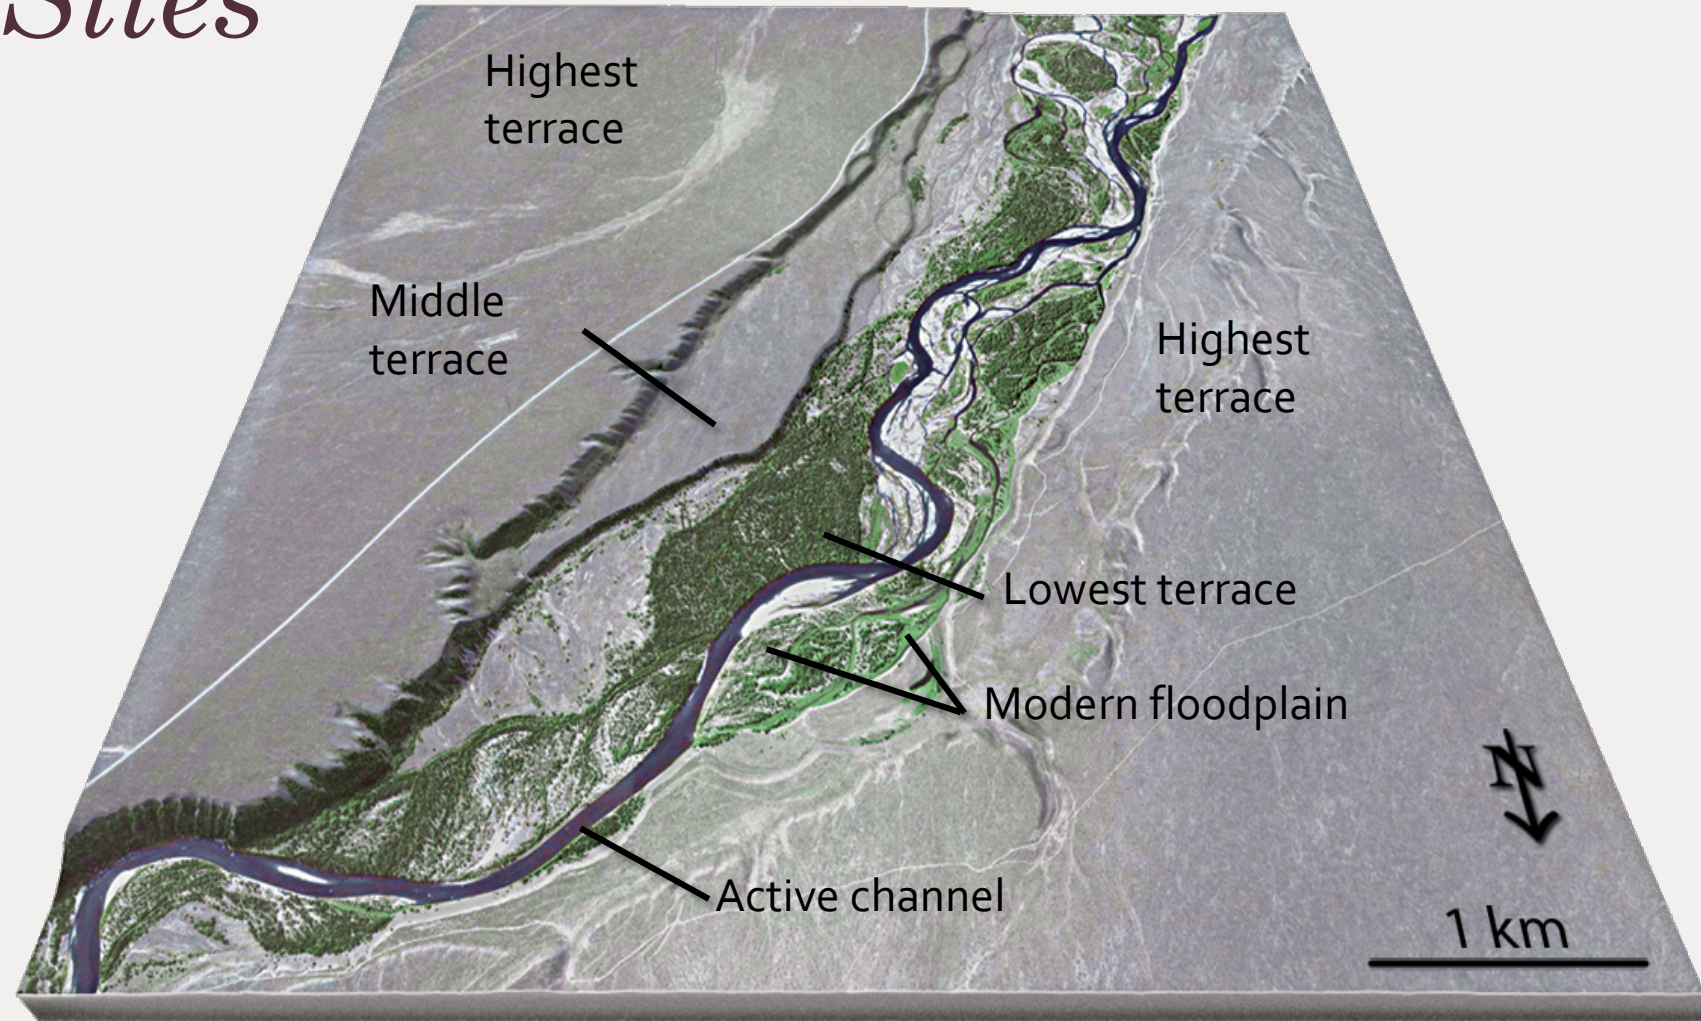 Sites
Highest
terrace
Middle
terrace
Highest
terrace
Lowest terrace
Modern floodplain
Active channel
N
1 km